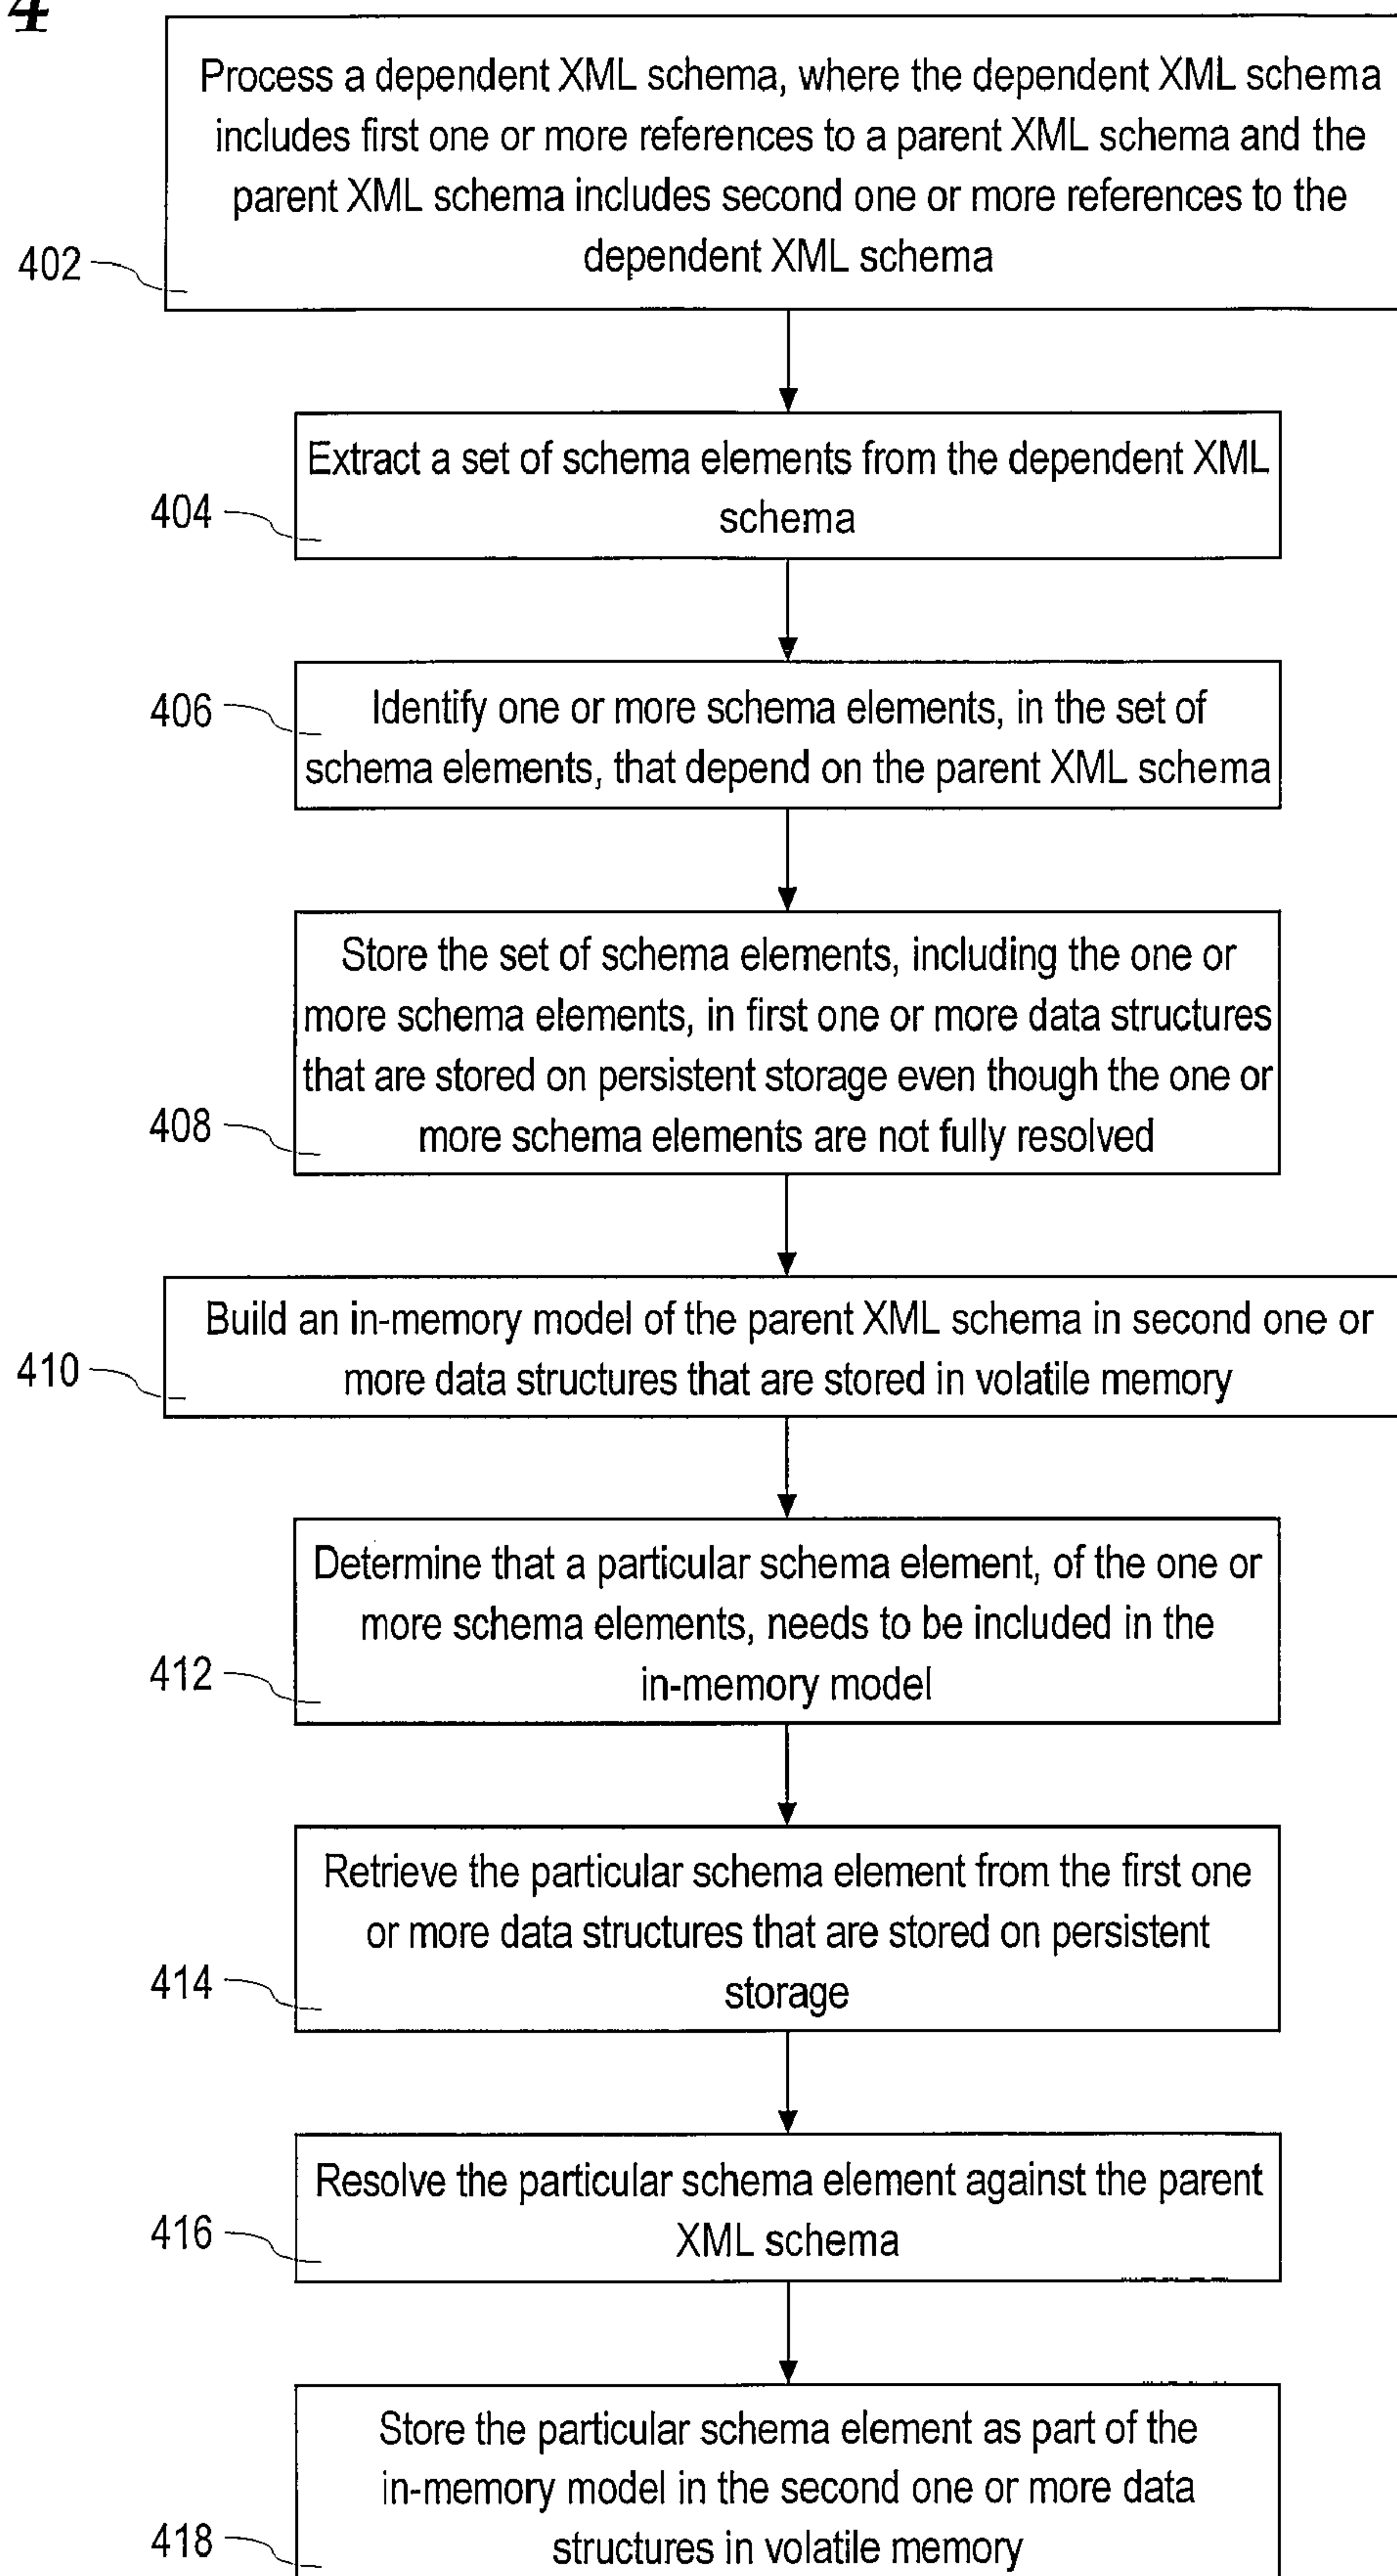 4
Process a dependent XML schema, where the dependent XML schema
includes first one or more references to a parent XML schema and the
parent XML schema includes second one or more references to the
dependent XML schema
402
Extract a set of schema elements from the dependent XML
schema
404
406
Identify one or more schema elements, in the set of
schema elements, that depend on the parent XML schema
Store the set of schema elements, including the one or
more schema elements, in first one or more data structures
that are stored on persistent storage even though the one or
more schema elements are not fully resolved
408
Build an in-memory model of the parent XML schema in second one or
more data structures that are stored in volatile memory
410
Determine that a particular schema element, of the one or
more schema elements, needs to be included in the
in-memory model
412
Retrieve the particular schema element from the first one
or more data structures that are stored on persistent
storage
414
Resolve the particular schema element against the parent
XML schema
416
Store the particular schema element as part of the
in-memory model in the second one or more data
structures in volatile memory
418